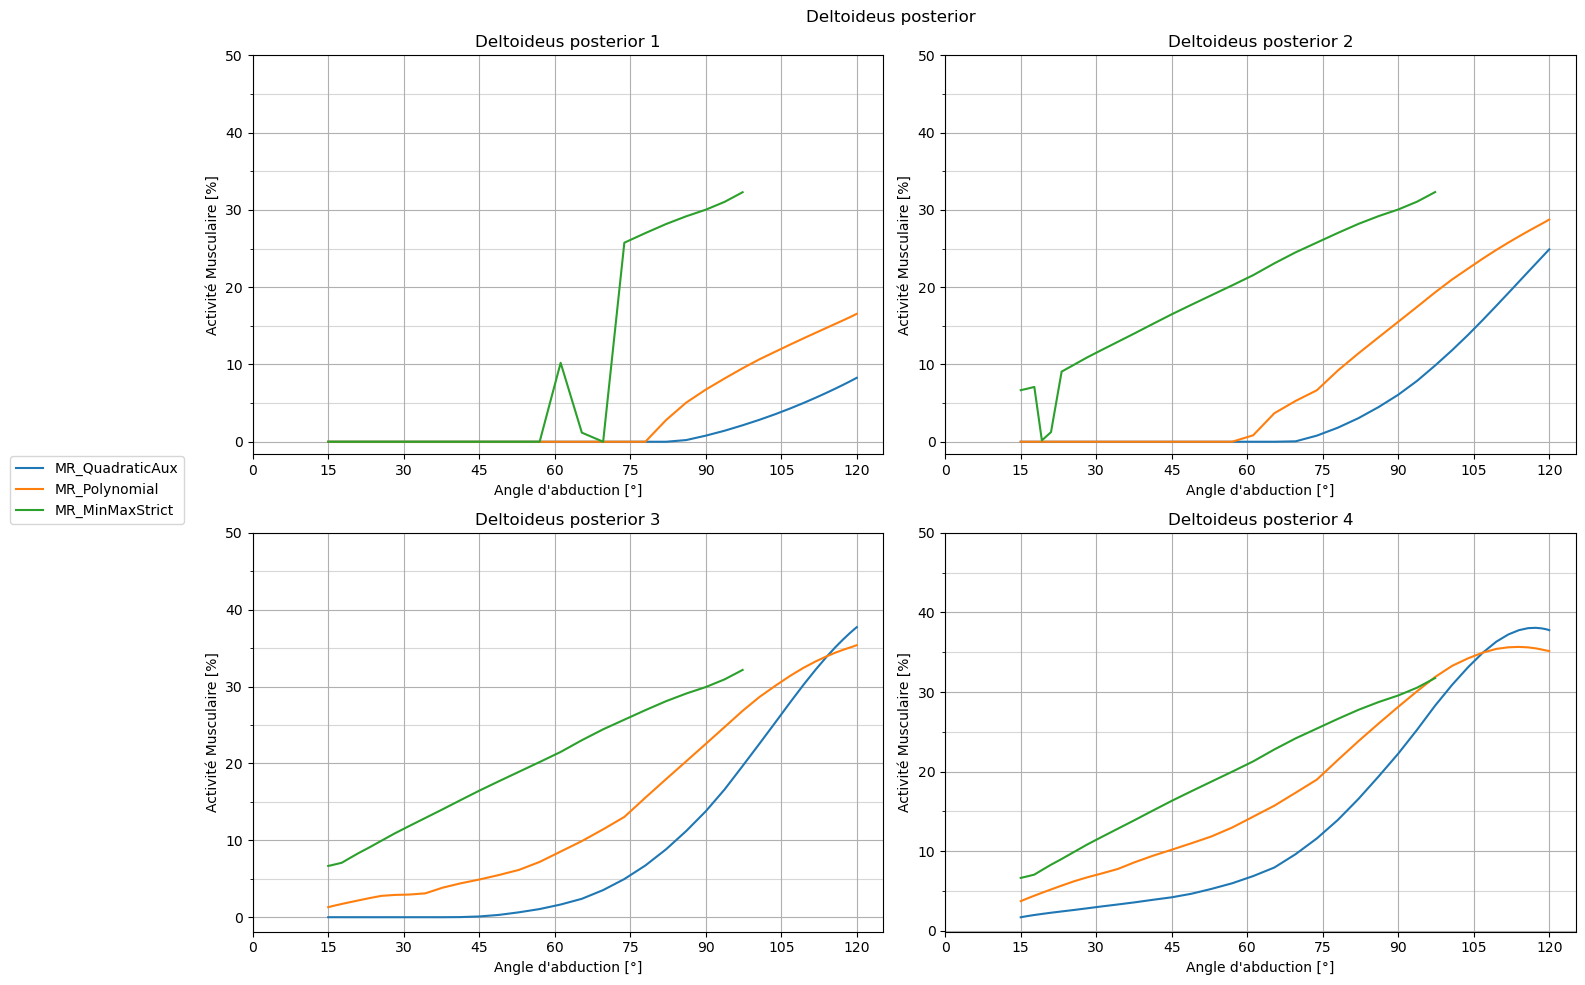 Deltoideus posterior
Deltoideus posterior 1
50
40
30
20
10
0
Activité Musculaire [%]
0 15 30 45 60 75 90 105 120
Angle d'abduction [°]
Deltoideus posterior 2
50
40
30
20
10
0
Activité Musculaire [%]
0 15 30 45 60 75 90 105 120
Angle d'abduction [°]
MR_QuadraticAux
MR_Polynomial
MR_MinMaxStrict
Deltoideus posterior 3
50
40
30
20
10
0
Activité Musculaire [%]
0 15 30 45 60 75 90 105 120
Angle d'abduction [°]
Deltoideus posterior 4
50
40
30
20
10
0
Activité Musculaire [%]
0 15 30 45 60 75 90 105 120
Angle d'abduction [°]